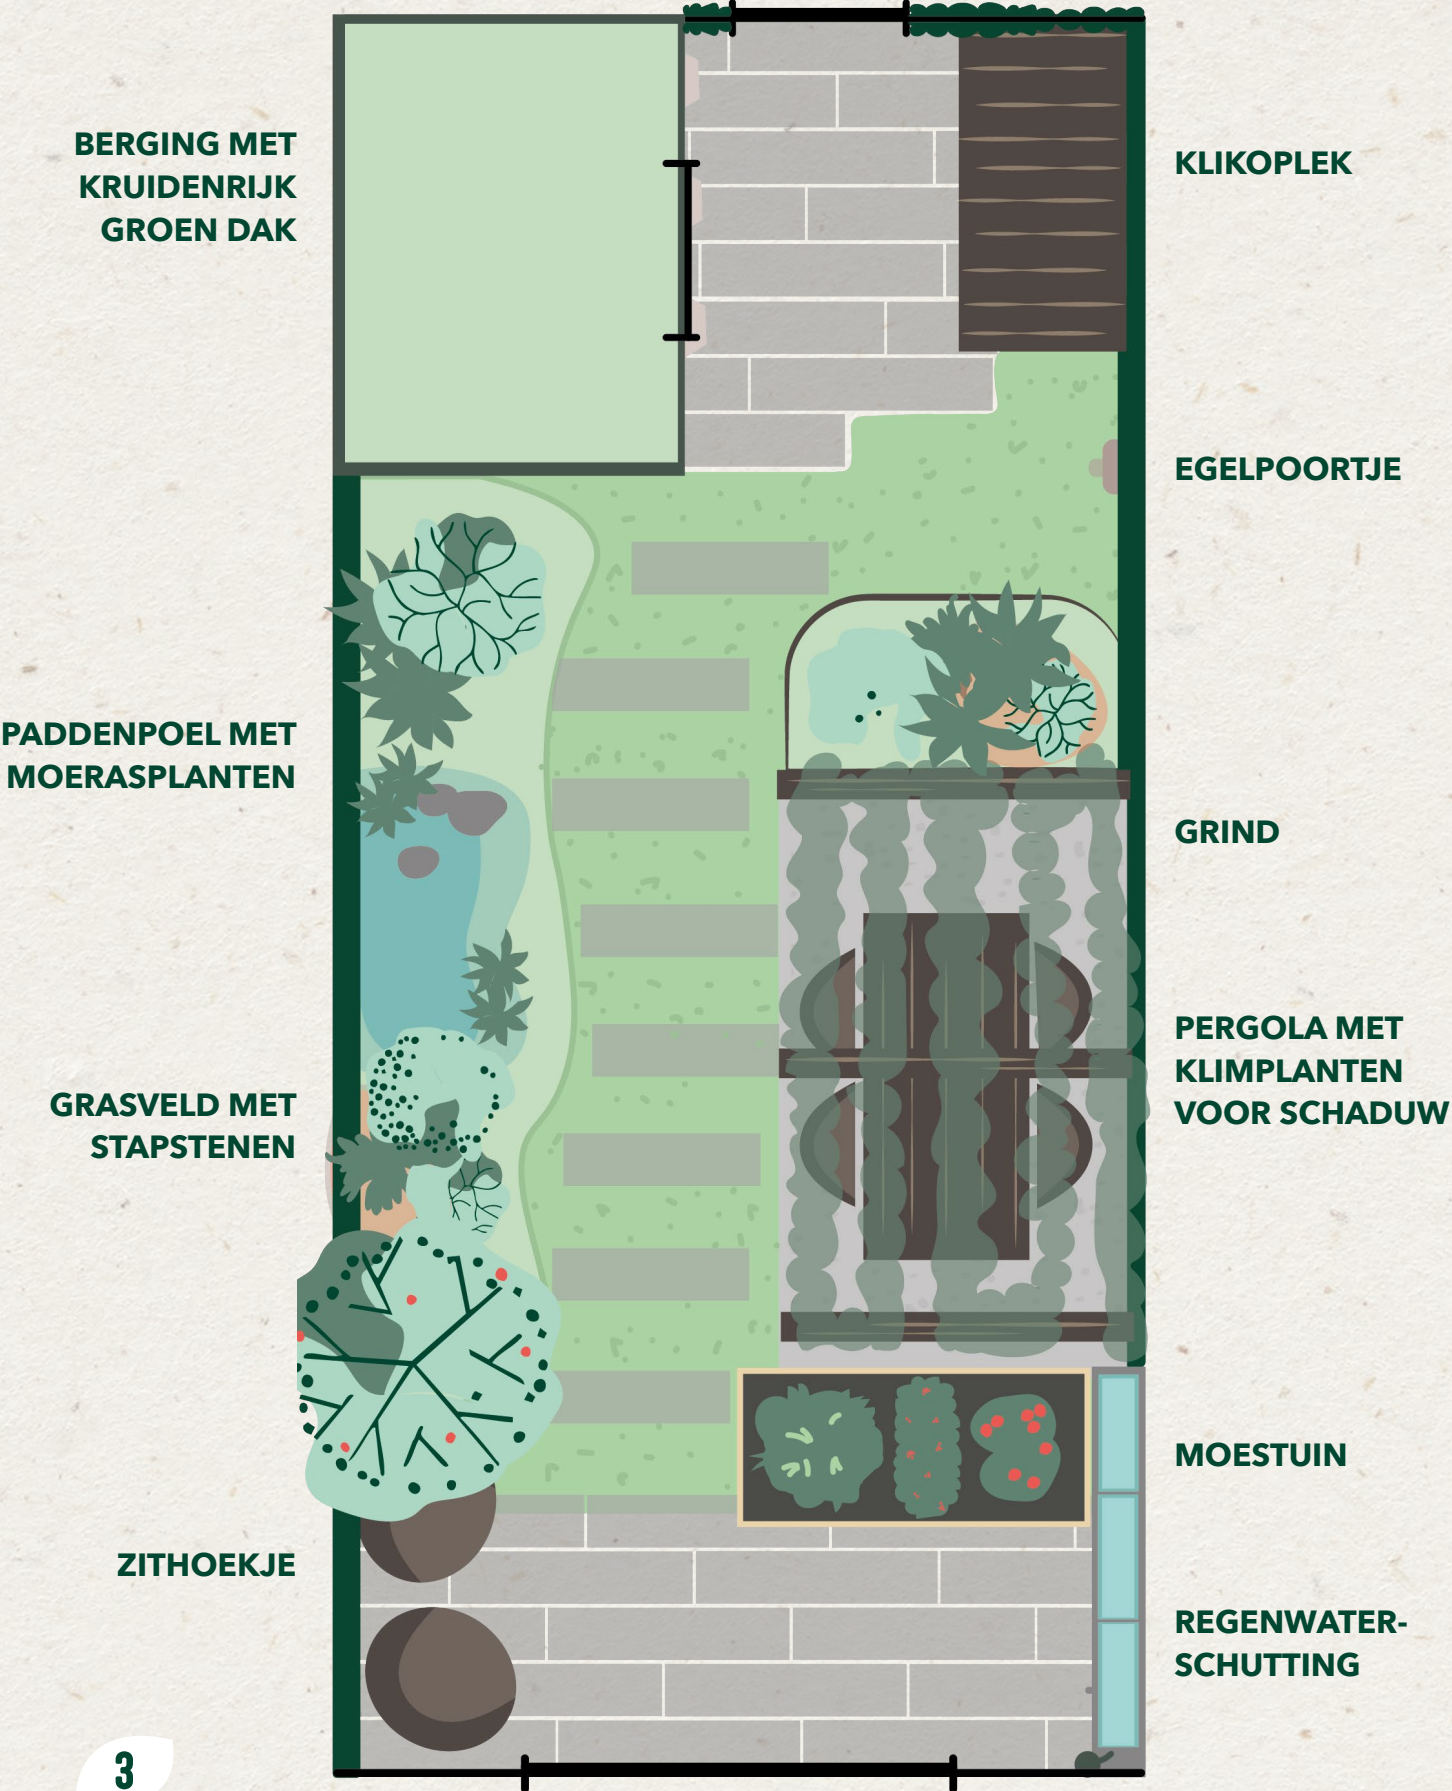 BERGING MET
KRUIDENRIJK
GROEN DAK
KLIKOPLEK
EGELPOORTJE
PADDENPOEL MET
MOERASPLANTEN
GRIND
PERGOLA MET
KLIMPLANTEN
VOOR SCHADUW
GRASVELD MET
STAPSTENEN
MOESTUIN
ZITHOEKJE
REGENWATER-
SCHUTTING
3